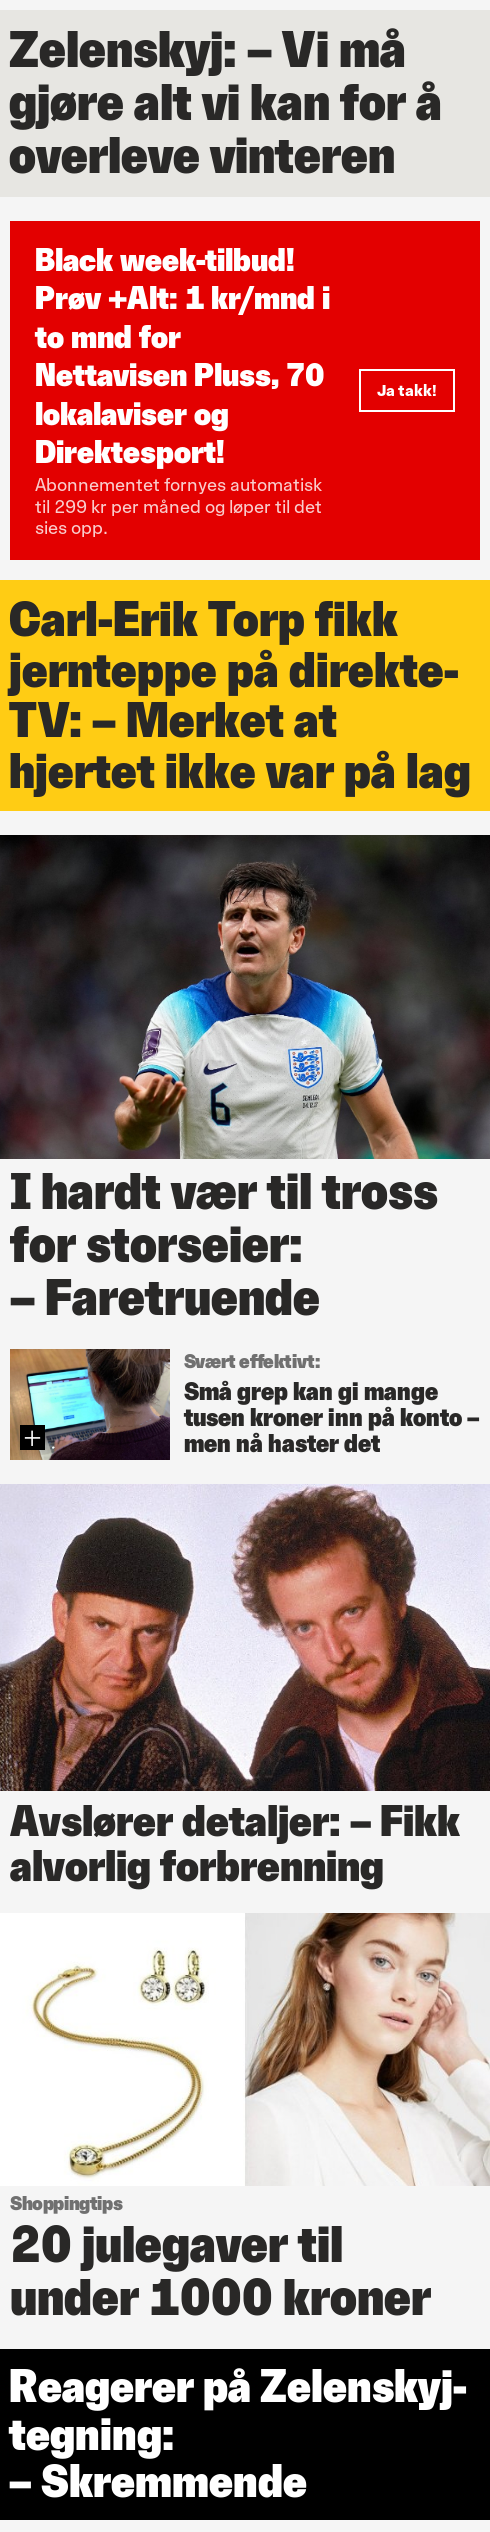 Zelenskyj: – Vi må
gjøre alt vi kan for å
overleve vinteren
Black week-tilbud!
Prøv +Alt: 1 kr/mnd i
to mnd for
Nettavisen Pluss, 70
lokalaviser og
Direktesport!
Abonnementet fornyes automatisk
til 299 kr per måned og løper til det
sies opp.
Ja takk!
Carl-Erik Torp fikk
jernteppe på direkte-
TV: – Merket at
hjertet ikke var på lag
6
I hardt vær til tross
for storseier:
– Faretruende
Svært effektivt:
Små grep kan gi mange
tusen kroner inn på konto –
men nå haster det
Avslører detaljer: – Fikk
alvorlig forbrenning
Shoppingtips
20 julegaver til
under 1000 kroner
Reagerer på Zelenskyj-
tegning:
– Skremmende